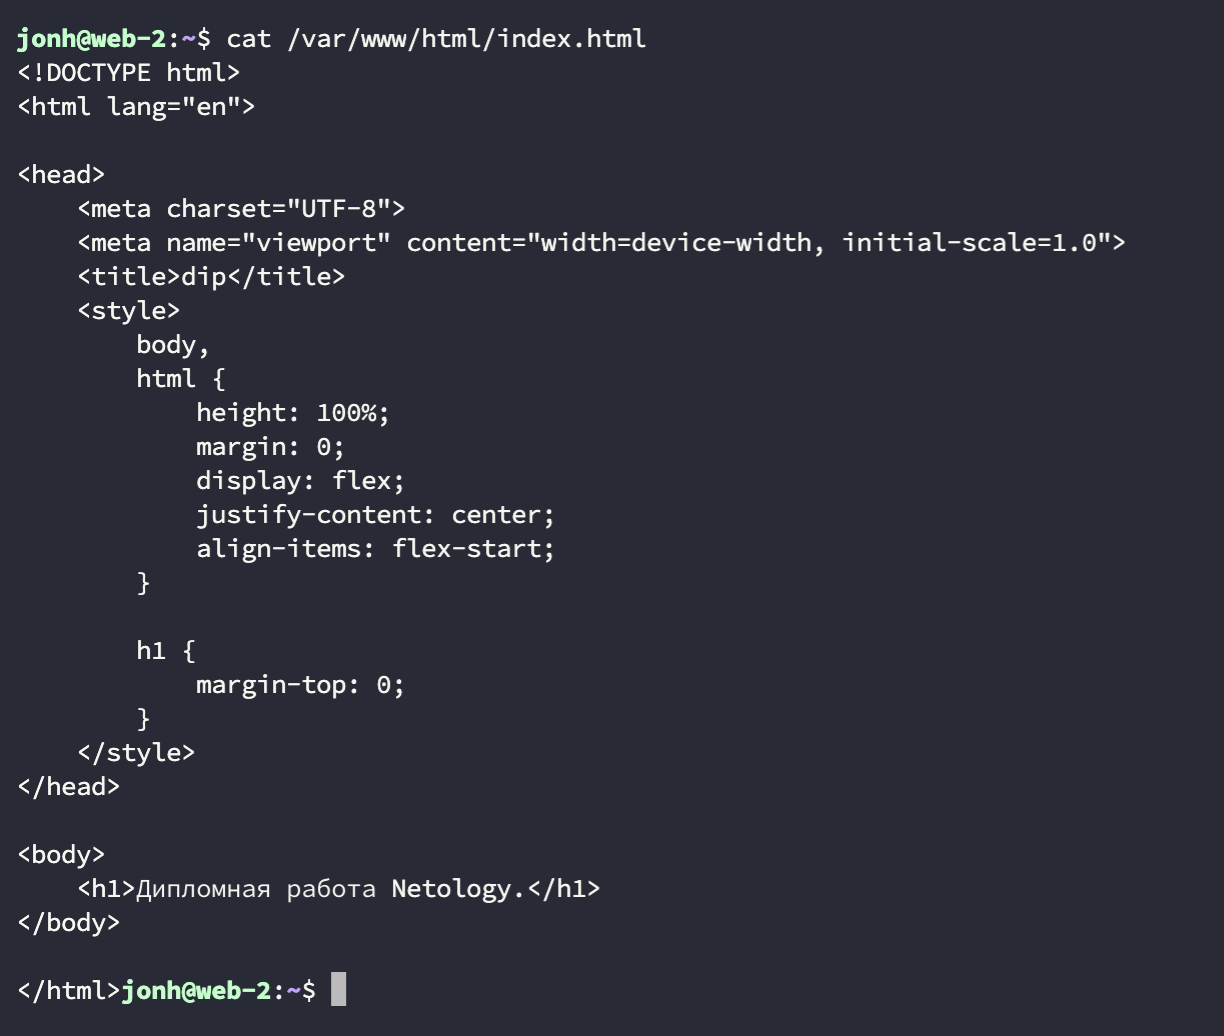 jonh@web-2:~$ cat /var/www/html/index.html
<!DOCTYPE html>
<html lang="en">

<head>
    <meta charset="UTF-8">
    <meta name="viewport" content="width=device-width, initial-scale=1.0">
    <title>dip</title>
    <style>
        body,
        html {
            height: 100%;
            margin: 0;
            display: flex;
            justify-content: center;
            align-items: flex-start;
        }

        h1 {
            margin-top: 0;
        }
    </style>
</head>

<body>
    <h1>Дипломная работа Netology.</h1>
</body>

</html>jonh@web-2:~$